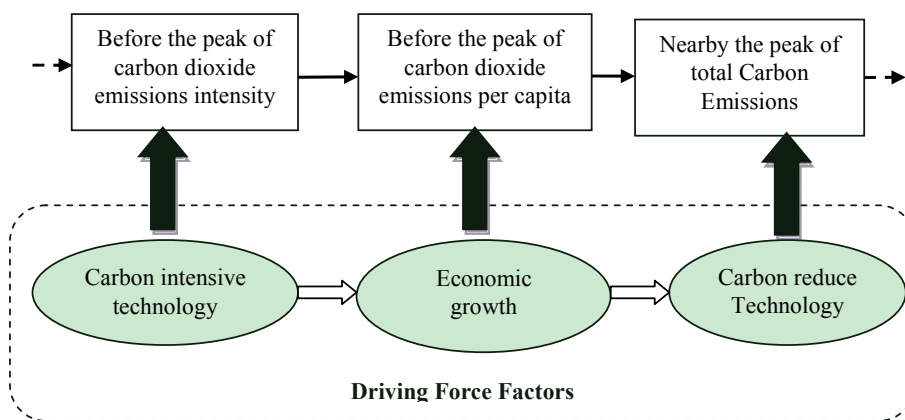 Before the peak of
carbon dioxide
emissions intensity
Before the peak of
carbon dioxide
emissions per capita
Nearby the peak of
total Carbon
Emissions
Carbon intensive
technology
Economic
growth
Carbon reduce
Technology
Driving Force Factors